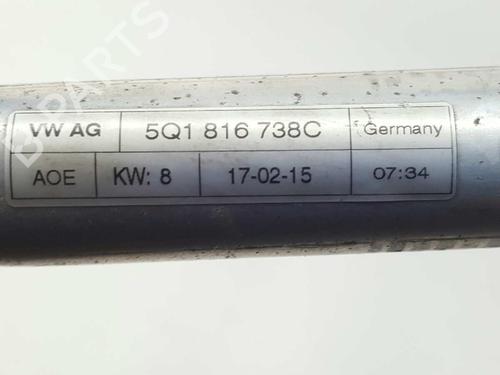 VW AG 5Q1 816 738C Germany
AOE KW: 8 17-02-15 07:34